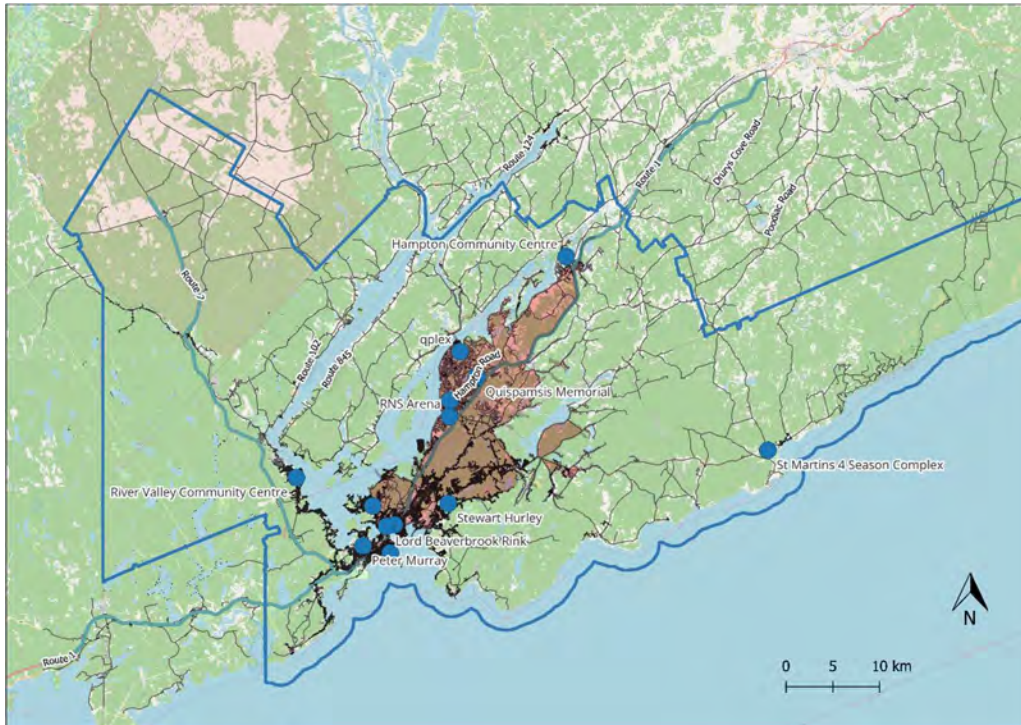 Route 124
Route 1
Drurys Cove Road
Poodiac Road
Hampton Community Centre
Route 7
Route 102
Route 845
qplex
Hampton Road
Quispamsis Memorial
RNS Arena
St Martins 4 Season Complex
River Valley Community Centre
Stewart Hurley
Lord Beaverbrook Rink
Peter Murray
Route 1
N
0 5 10 km